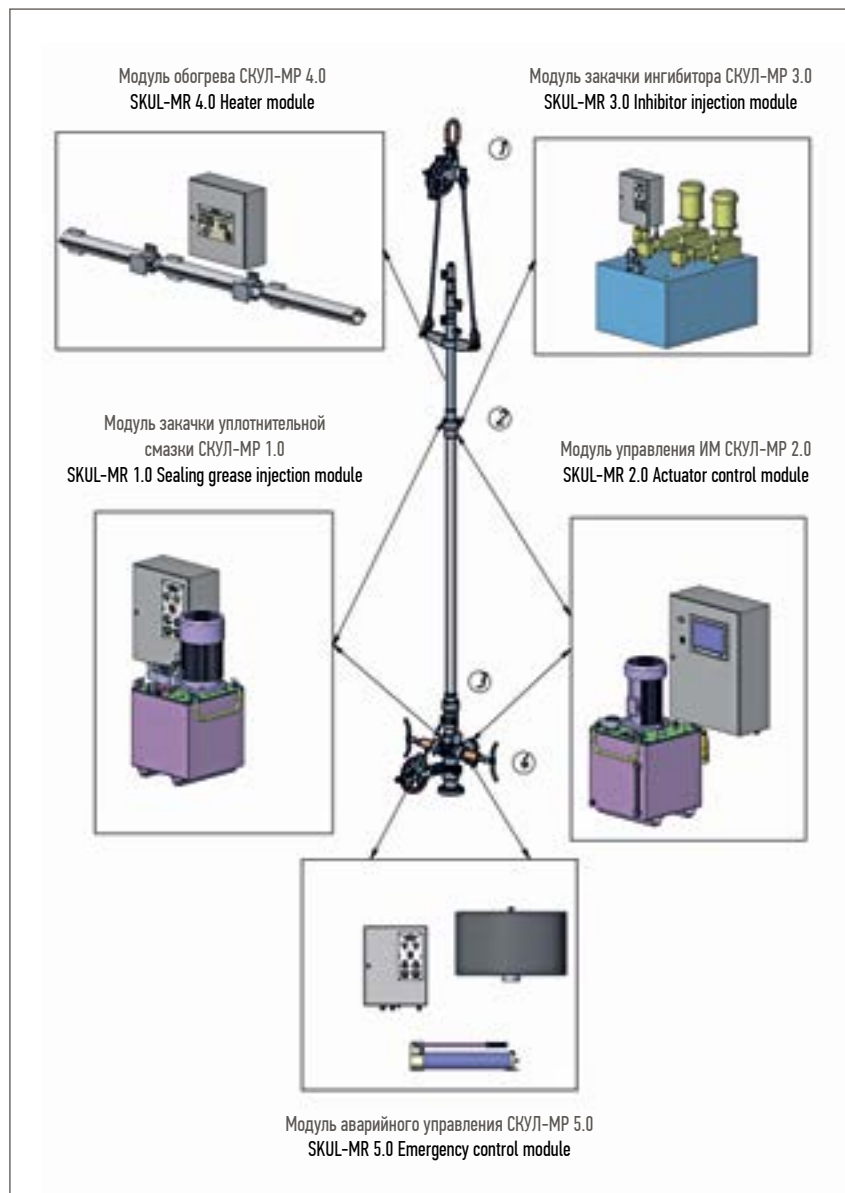 Модуль обогрева СКУЛ-МР 4.0
SKUL-MR 4.0 Heater module
Модуль закачки ингибитора СКУЛ-МР 3.0
SKUL-MR 3.0 Inhibitor injection module
1
2
Модуль закачки уплотнительной
смазки СКУЛ-МР 1.0
SKUL-MR 1.0 Sealing grease injection module
Модуль управления ИМ СКУЛ-МР 2.0
SKUL-MR 2.0 Actuator control module
3
Модуль аварийного управления СКУЛ-МР 5.0
SKUL-MR 5.0 Emergency control module